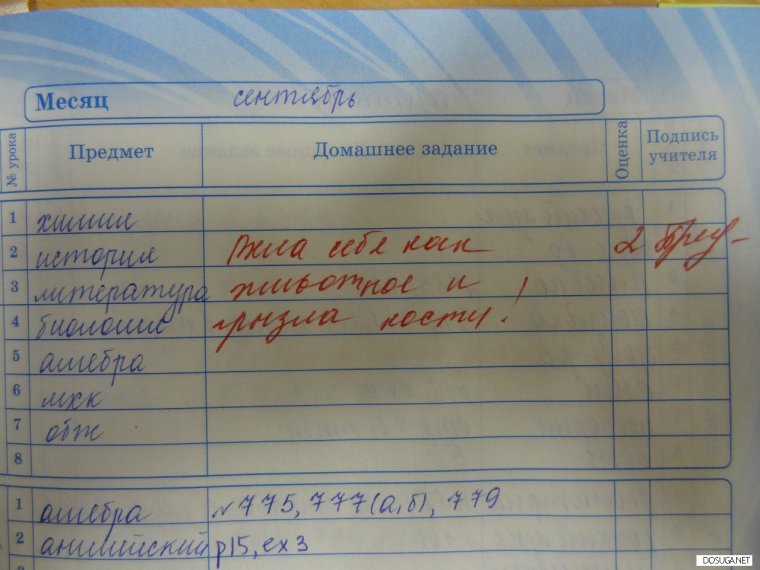 Месяц сентябрь
№ урока Предмет Домашнее задание Оценка Подпись учителя
1 химия
2 история Вела себя как 2
3 литература животное и
4 биология грызла кости!
5 алгебра
6 мхк
7 обж
8
1 алгебра №775, 777(а,б), 779
2 английский p15, ex3
DOSUGA.NET